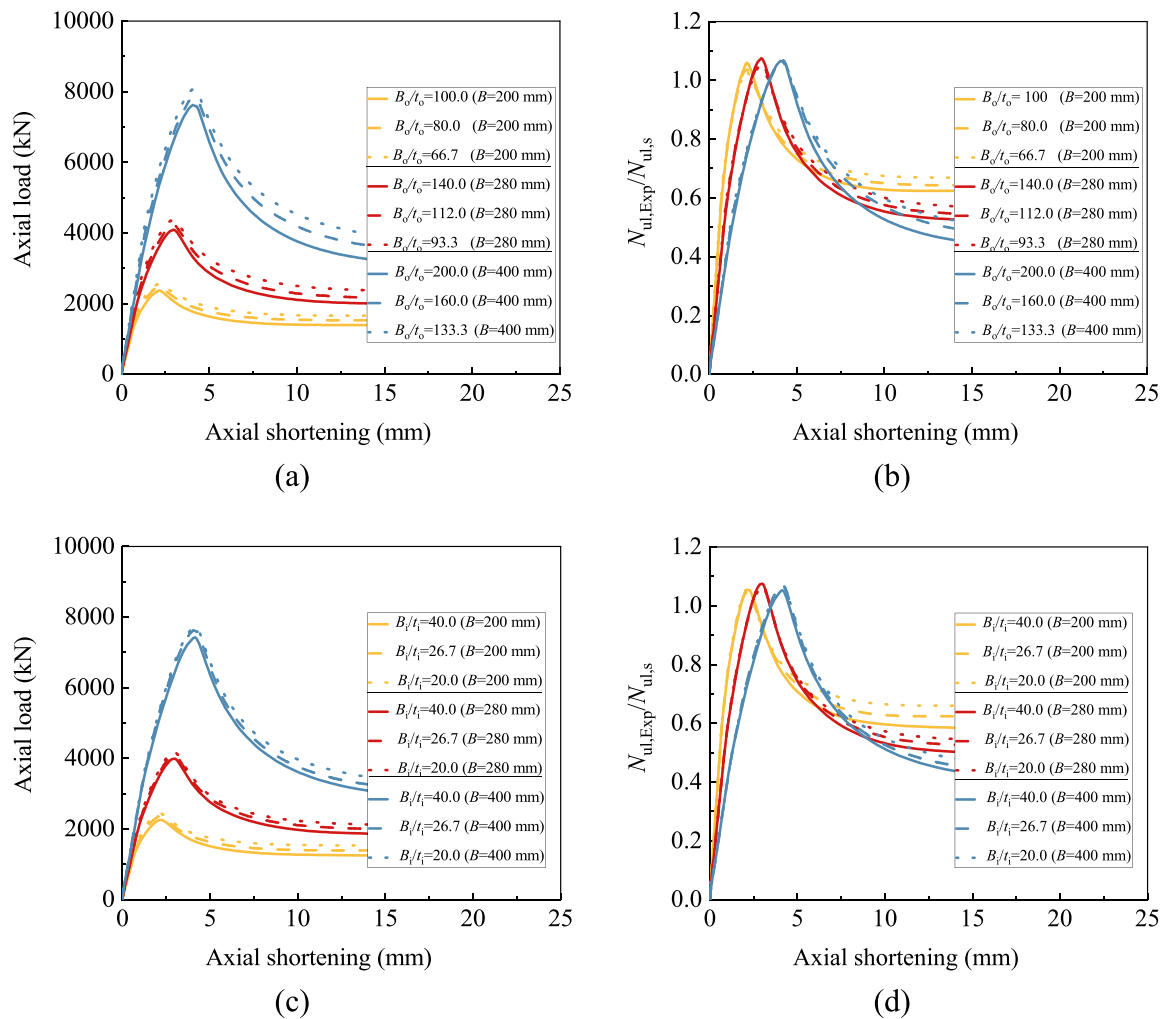 10000
8000
6000
4000
2000
0
Axial load (kN)
Bo/to=100.0 (B=200 mm)
Bo/to=80.0 (B=200 mm)
Bo/to=66.7 (B=200 mm)
Bo/to=140.0 (B=280 mm)
Bo/to=112.0 (B=280 mm)
Bo/to=93.3 (B=280 mm)
Bo/to=200.0 (B=400 mm)
Bo/to=160.0 (B=400 mm)
Bo/to=133.3 (B=400 mm)
0 5 10 15 20 25
Axial shortening (mm)
(a)
1.2
1.0
0.8
0.6
0.4
0.2
0.0
Nul,Exp/Nul,s
Bo/to= 100 (B=200 mm)
Bo/to=80.0 (B=200 mm)
Bo/to=66.7 (B=200 mm)
Bo/to=140.0 (B=280 mm)
Bo/to=112.0 (B=280 mm)
Bo/to=93.3 (B=280 mm)
Bo/to=200.0 (B=400 mm)
Bo/to=160.0 (B=400 mm)
Bo/to=133.3 (B=400 mm)
0 5 10 15 20 25
Axial shortening (mm)
(b)
10000
8000
6000
4000
2000
0
Axial load (kN)
Bi/ti=40.0 (B=200 mm)
Bi/ti=26.7 (B=200 mm)
Bi/ti=20.0 (B=200 mm)
Bi/ti=40.0 (B=280 mm)
Bi/ti=26.7 (B=280 mm)
Bi/ti=20.0 (B=280 mm)
Bi/ti=40.0 (B=400 mm)
Bi/ti=26.7 (B=400 mm)
Bi/ti=20.0 (B=400 mm)
0 5 10 15 20 25
Axial shortening (mm)
(c)
1.2
1.0
0.8
0.6
0.4
0.2
0.0
Nul,Exp/Nul,s
Bi/ti=40.0 (B=200 mm)
Bi/ti=26.7 (B=200 mm)
Bi/ti=20.0 (B=200 mm)
Bi/ti=40.0 (B=280 mm)
Bi/ti=26.7 (B=280 mm)
Bi/ti=20.0 (B=280 mm)
Bi/ti=40.0 (B=400 mm)
Bi/ti=26.7 (B=400 mm)
Bi/ti=20.0 (B=400 mm)
0 5 10 15 20 25
Axial shortening (mm)
(d)